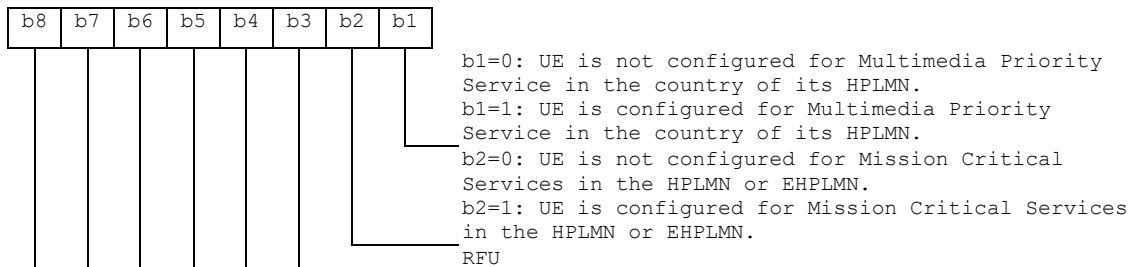 b8 b7 b6 b5 b4 b3 b2 b1
b1=0: UE is not configured for Multimedia Priority
Service in the country of its HPLMN.
b1=1: UE is configured for Multimedia Priority
Service in the country of its HPLMN.
b2=0: UE is not configured for Mission Critical
Services in the HPLMN or EHPLMN.
b2=1: UE is configured for Mission Critical Services
in the HPLMN or EHPLMN.
RFU